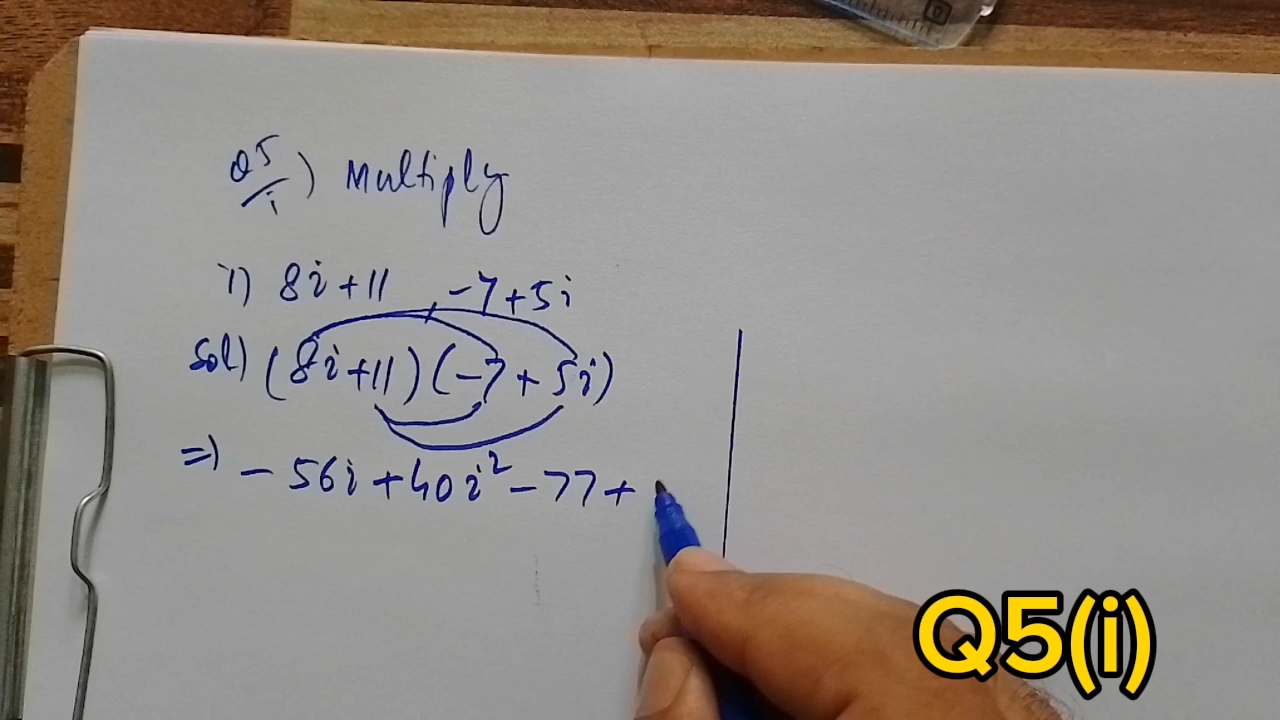 Q5/i) Multiply
i) 8i+11, -7+5i
Sol) (8i+11)(-7+5i)
=> -56i+40i²-77+
Q5(i)